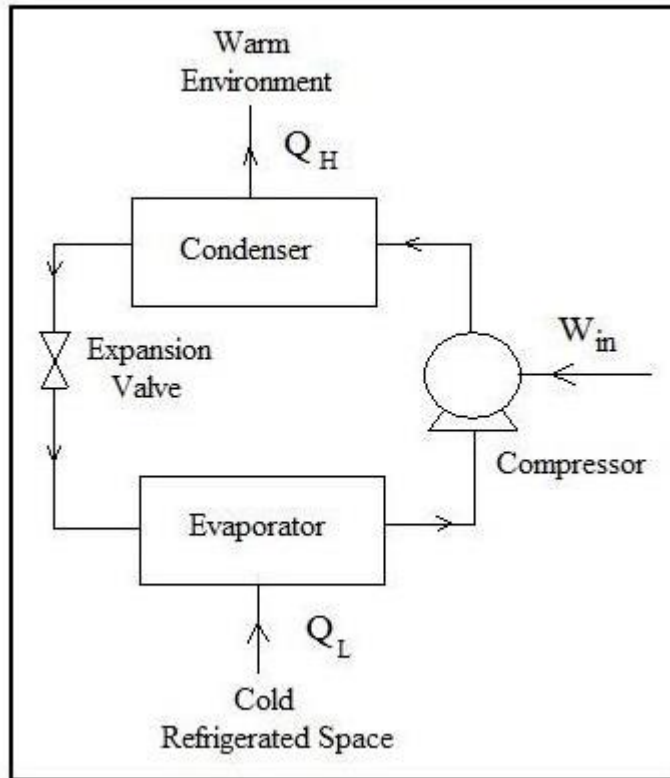 Warm
Environment
Q H
Condenser
W in
Expansion
Valve
Compressor
Evaporator
Q L
Cold
Refrigerated Space